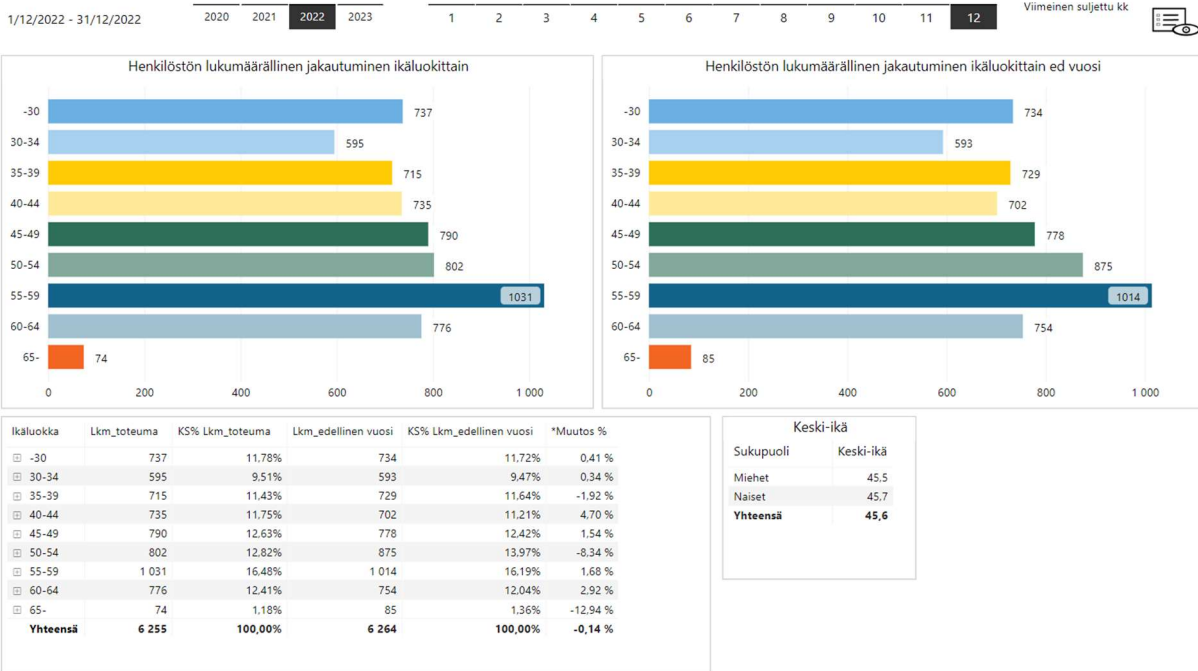 1/12/2022 - 31/12/2022
2020 2021 2022 2023
1 2 3 4 5 6 7 8 9 10 11 12
Viimeinen suljettu kk
Henkilöstön lukumäärällinen jakautuminen ikäluokittain
-30 737
30-34 595
35-39 715
40-44 735
45-49 790
50-54 802
55-59 1031
60-64 776
65- 74
0 200 400 600 800 1 000
Henkilöstön lukumäärällinen jakautuminen ikäluokittain ed vuosi
-30 734
30-34 593
35-39 729
40-44 702
45-49 778
50-54 875
55-59 1014
60-64 754
65- 85
0 200 400 600 800 1 000
Ikäluokka Lkm_toteuma KS% Lkm_toteuma Lkm_edellinen vuosi KS% Lkm_edellinen vuosi *Muutos %
-30 737 11,78% 734 11,72% 0,41 %
30-34 595 9,51% 593 9,47% 0,34 %
35-39 715 11,43% 729 11,64% -1,92 %
40-44 735 11,75% 702 11,21% 4,70 %
45-49 790 12,63% 778 12,42% 1,54 %
50-54 802 12,82% 875 13,97% -8,34 %
55-59 1 031 16,48% 1 014 16,19% 1,68 %
60-64 776 12,41% 754 12,04% 2,92 %
65- 74 1,18% 85 1,36% -12,94 %
Yhteensä 6 255 100,00% 6 264 100,00% -0,14 %
Keski-ikä
Sukupuoli Keski-ikä
Miehet 45,5
Naiset 45,7
Yhteensä 45,6